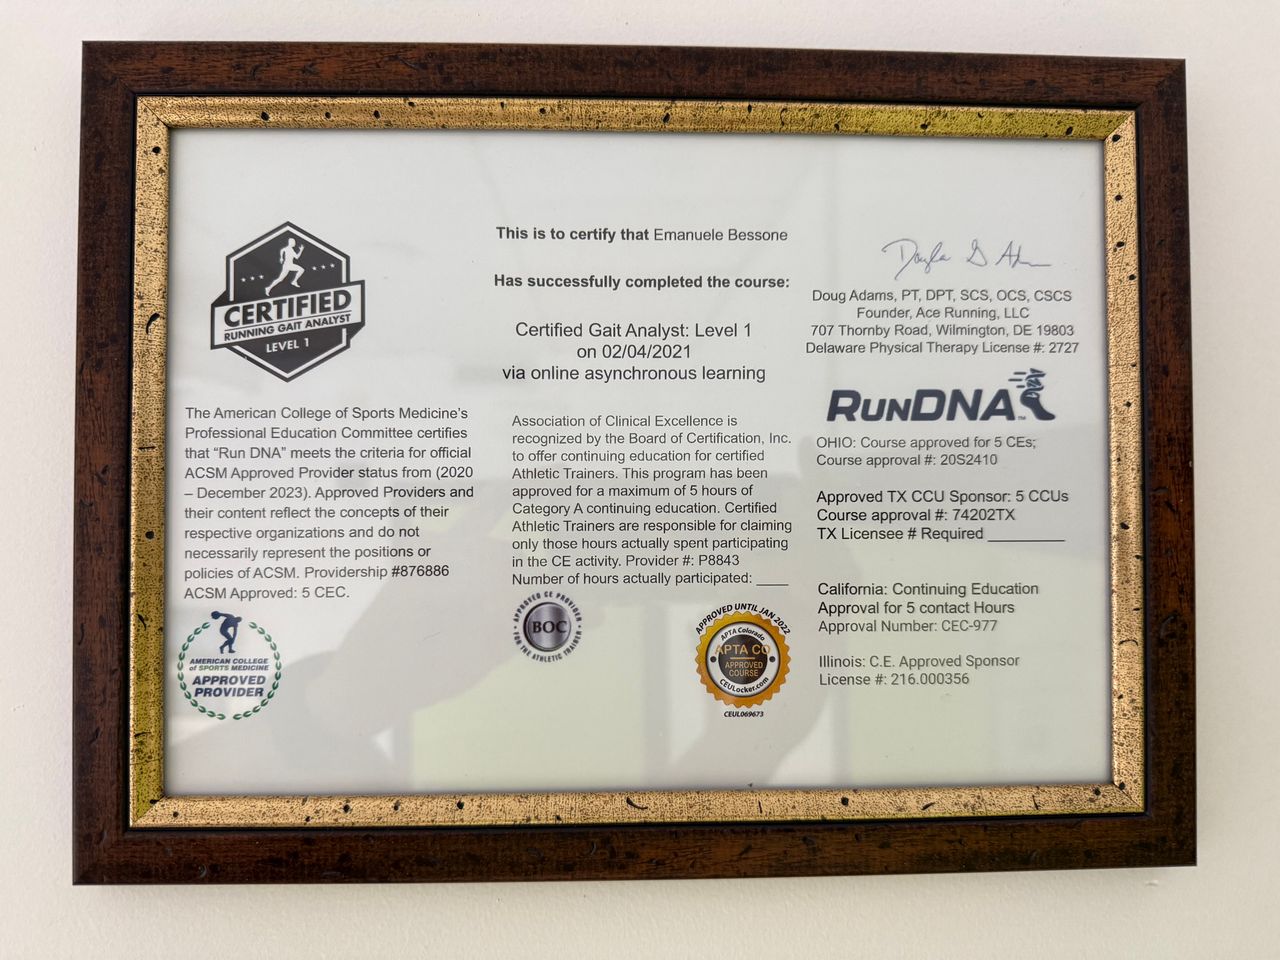 CERTIFIED
RUNNING GAIT ANALYST
LEVEL 1
The American College of Sports Medicine's
Professional Education Committee certifies
that “Run DNA” meets the criteria for official
ACSM Approved Provider status from (2020
– December 2023). Approved Providers and
their content reflect the concepts of their
respective organizations and do not
necessarily represent the positions or
policies of ACSM. Providership #876886
ACSM Approved: 5 CEC.
AMERICAN COLLEGE
of SPORTS MEDICINE
APPROVED
PROVIDER
This is to certify that Emanuele Bessone
Has successfully completed the course:
Certified Gait Analyst: Level 1
on 02/04/2021
via online asynchronous learning
Association of Clinical Excellence is
recognized by the Board of Certification, Inc.
to offer continuing education for certified
Athletic Trainers. This program has been
approved for a maximum of 5 hours of
Category A continuing education. Certified
Athletic Trainers are responsible for claiming
only those hours actually spent participating
in the CE activity. Provider #: P8843
Number of hours actually participated: ____
APPROVED CE PROVIDER
BOC
FOR THE ATHLETIC TRAINER
APPROVED UNTIL JAN 2022
APTA Colorado
APTA CO
APPROVED
COURSE
CEULocker.com
CEUL069673
Doug Adams, PT, DPT, SCS, OCS, CSCS
Founder, Ace Running, LLC
707 Thornby Road, Wilmington, DE 19803
Delaware Physical Therapy License #: 2727
RUNDNA™
OHIO: Course approved for 5 CEs;
Course approval #: 20S2410
Approved TX CCU Sponsor: 5 CCUs
Course approval #: 74202TX
TX Licensee # Required _________
California: Continuing Education
Approval for 5 contact Hours
Approval Number: CEC-977
Illinois: C.E. Approved Sponsor
License #: 216.000356